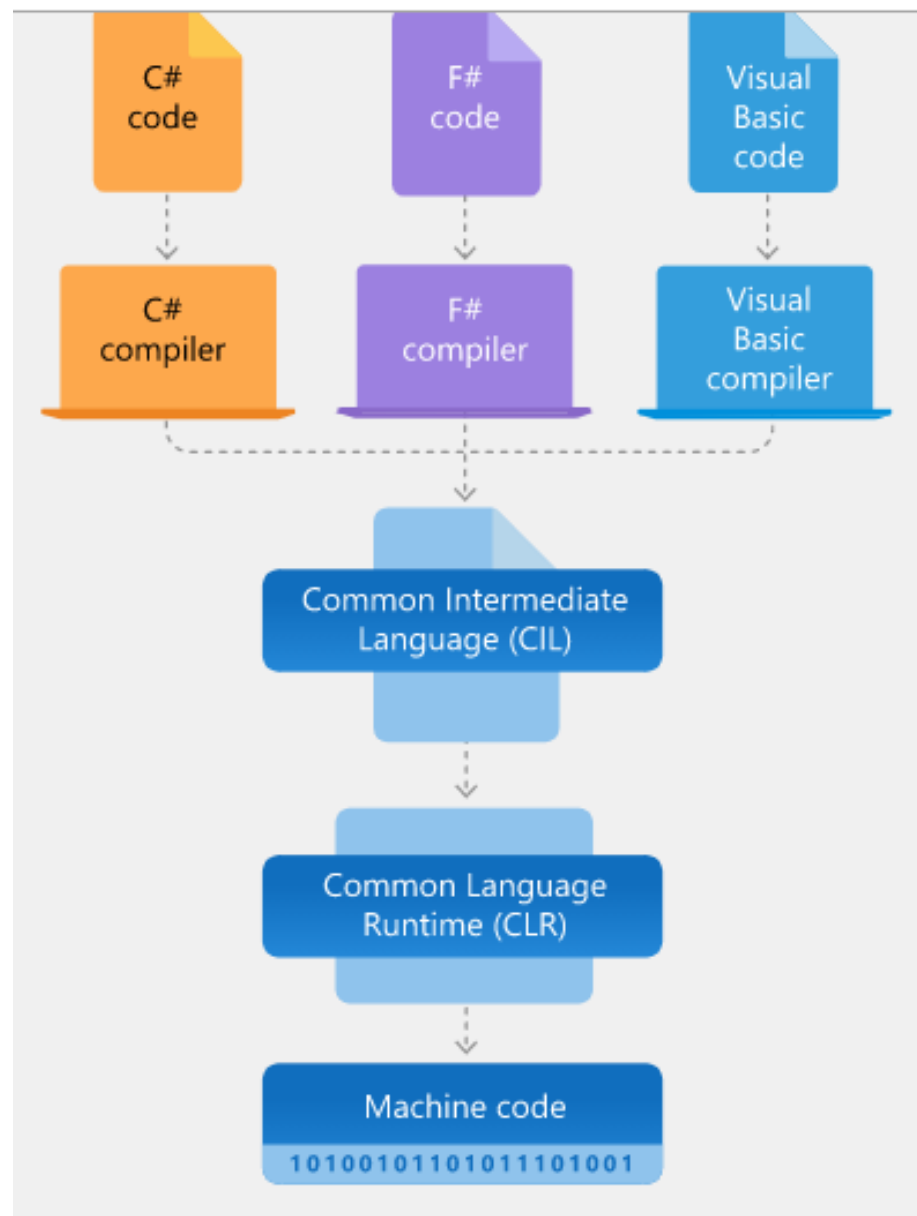 C#
code
F#
code
Visual
Basic
code
C#
compiler
F#
compiler
Visual
Basic
compiler
Common Intermediate
Language (CIL)
Common Language
Runtime (CLR)
Machine code
10100101101011101001